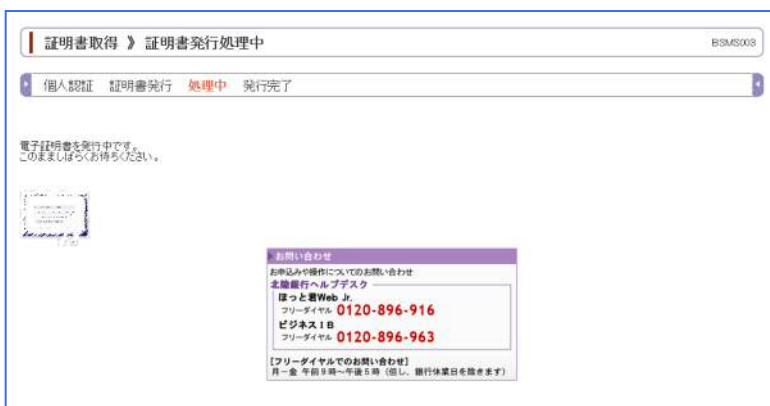 証明書取得 》 証明書発行処理中
BSMS003
個人認証 証明書発行 処理中 発行完了
電子証明書を発行中です。
このまましばらくお待ちください。
お問い合わせ
お申込みや操作についてのお問い合わせ
北陸銀行ヘルプデスク
ほっと君Web Jr.
フリーダイヤル 0120-896-916
ビジネスIB
フリーダイヤル 0120-896-963
[フリーダイヤルでのお問い合わせ]
月－金 午前9時～午後5時（但し、銀行休業日を除きます）